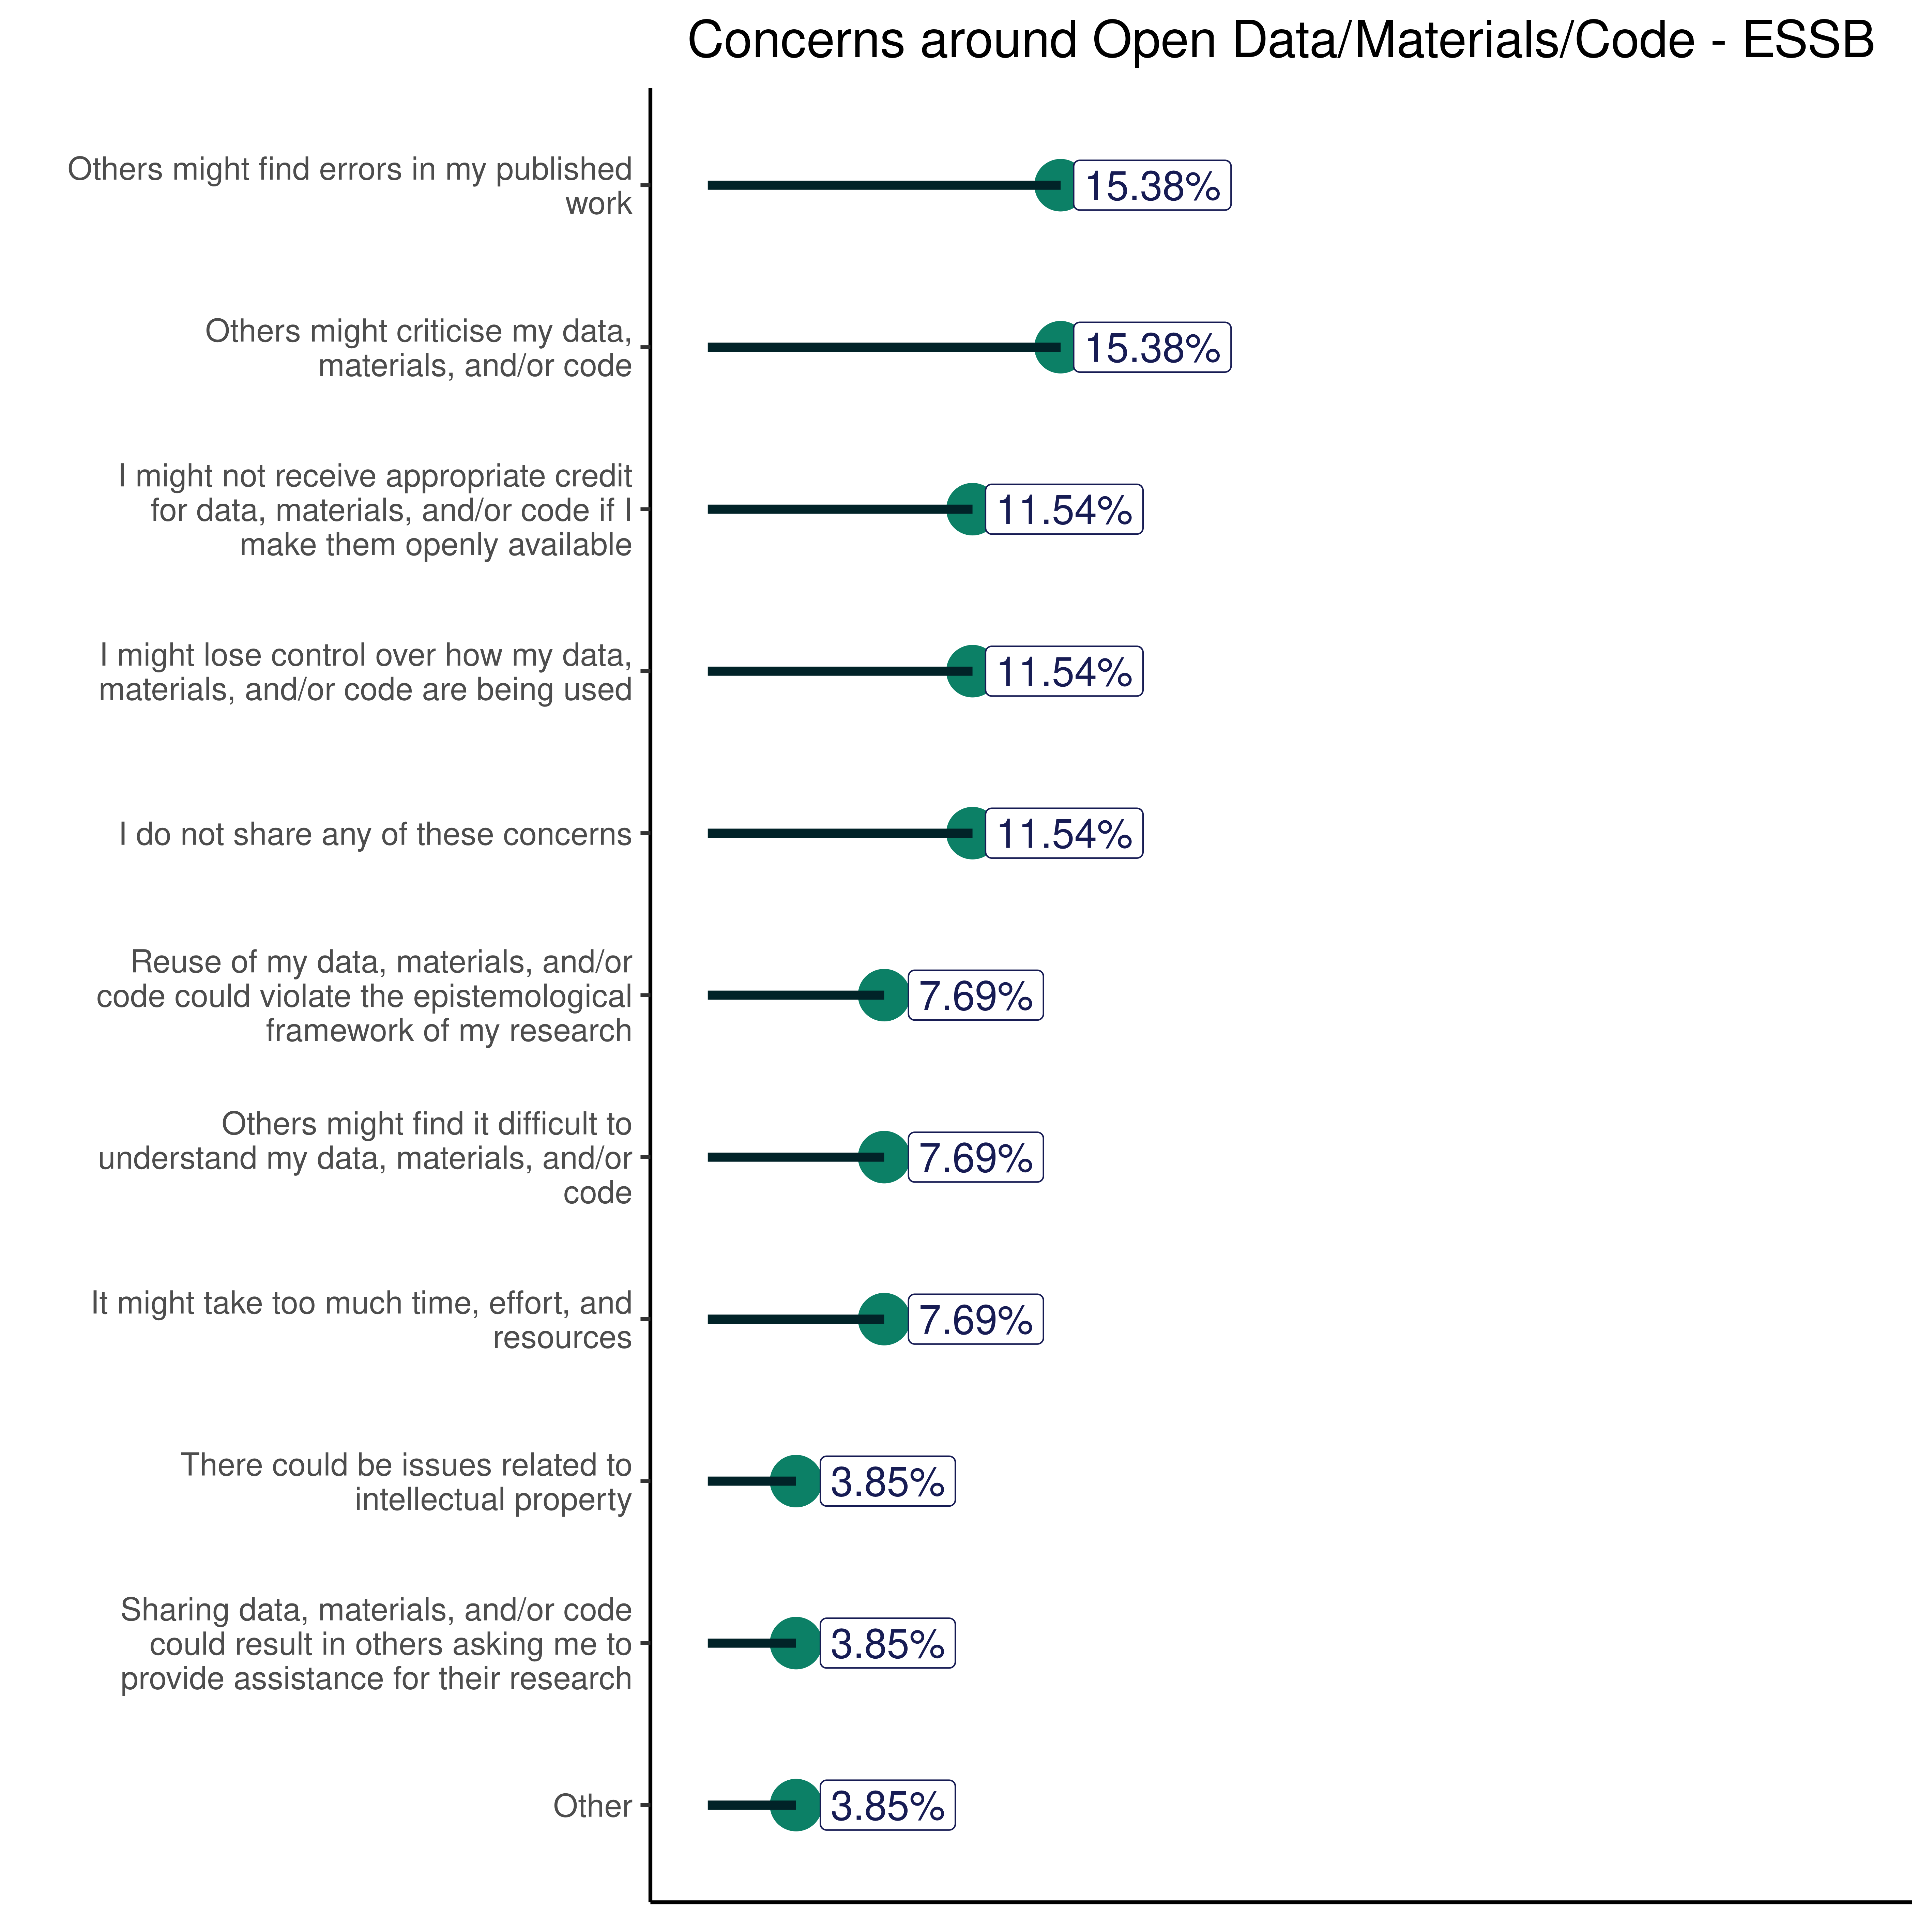 Concerns around Open Data/Materials/Code - ESSB
Others might find errors in my published
work
15.38%
Others might criticise my data,
materials, and/or code
15.38%
I might not receive appropriate credit
for data, materials, and/or code if I
make them openly available
11.54%
I might lose control over how my data,
materials, and/or code are being used
11.54%
I do not share any of these concerns
11.54%
Reuse of my data, materials, and/or
code could violate the epistemological
framework of my research
7.69%
Others might find it difficult to
understand my data, materials, and/or
code
7.69%
It might take too much time, effort, and
resources
7.69%
There could be issues related to
intellectual property
3.85%
Sharing data, materials, and/or code
could result in others asking me to
provide assistance for their research
3.85%
Other
3.85%